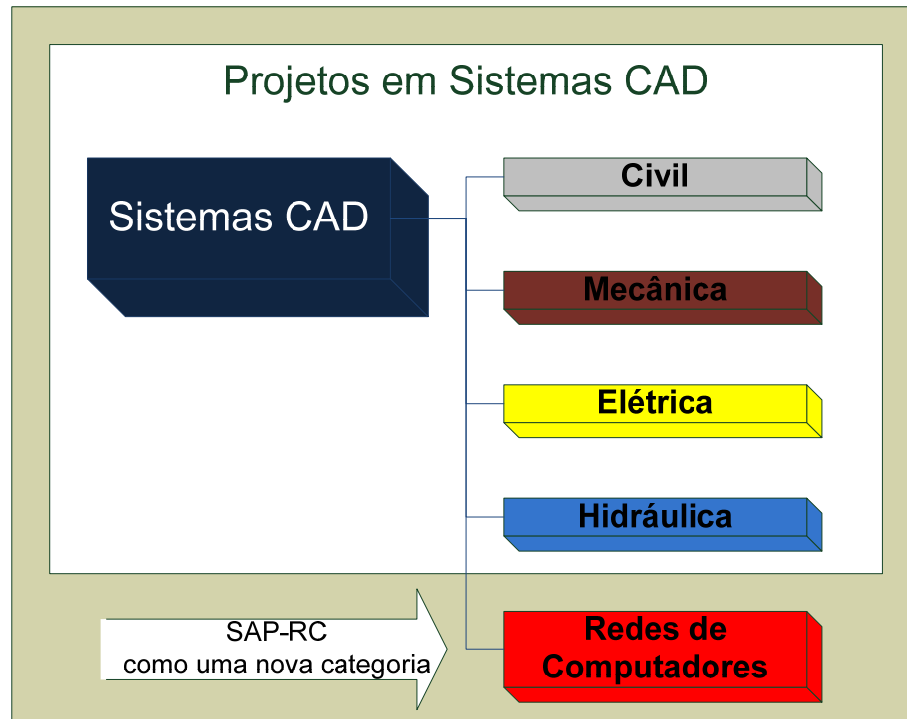 Projetos em Sistemas CAD
Sistemas CAD
Civil
Mecânica
Elétrica
Hidráulica
SAP-RC
como uma nova categoria
Redes de
Computadores